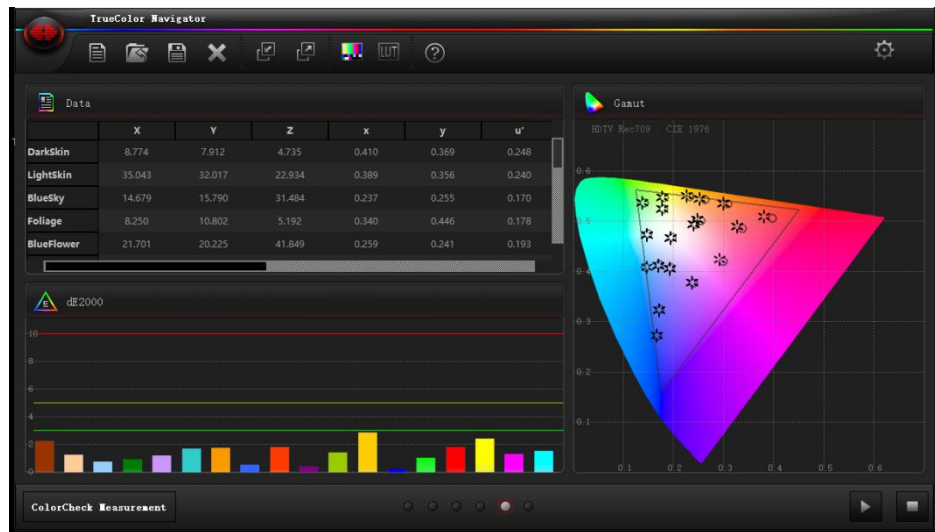 TrueColor Navigator
LUT
Data
X Y Z x y u'
DarkSkin 8.774 7.912 4.735 0.410 0.369 0.248
LightSkin 35.043 32.017 22.934 0.389 0.356 0.240
BlueSky 14.679 15.790 31.484 0.237 0.255 0.170
Foliage 8.250 10.802 5.192 0.340 0.446 0.178
BlueFlower 21.701 20.225 41.849 0.259 0.241 0.193
E
dE2000
10
8
6
4
2
0
Gamut
HDTV Rec709 : CIE 1976
0.6
0.5
0.4
0.3
0.2
0.1
0.1 0.2 0.3 0.4 0.5 0.6
ColorCheck Measurement